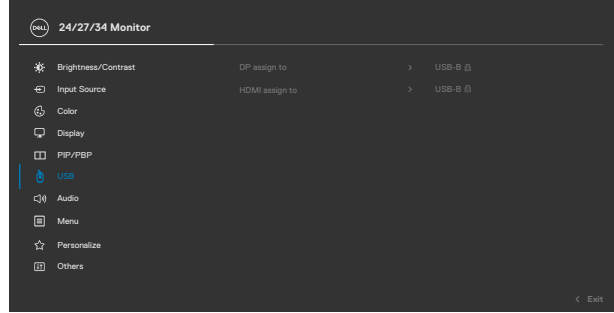 DELL 24/27/34 Monitor
Brightness/Contrast DP assign to > USB-B
Input Source HDMI assign to > USB-B
Color
Display
PIP/PBP
USB
Audio
Menu
Personalize
Others
< Exit